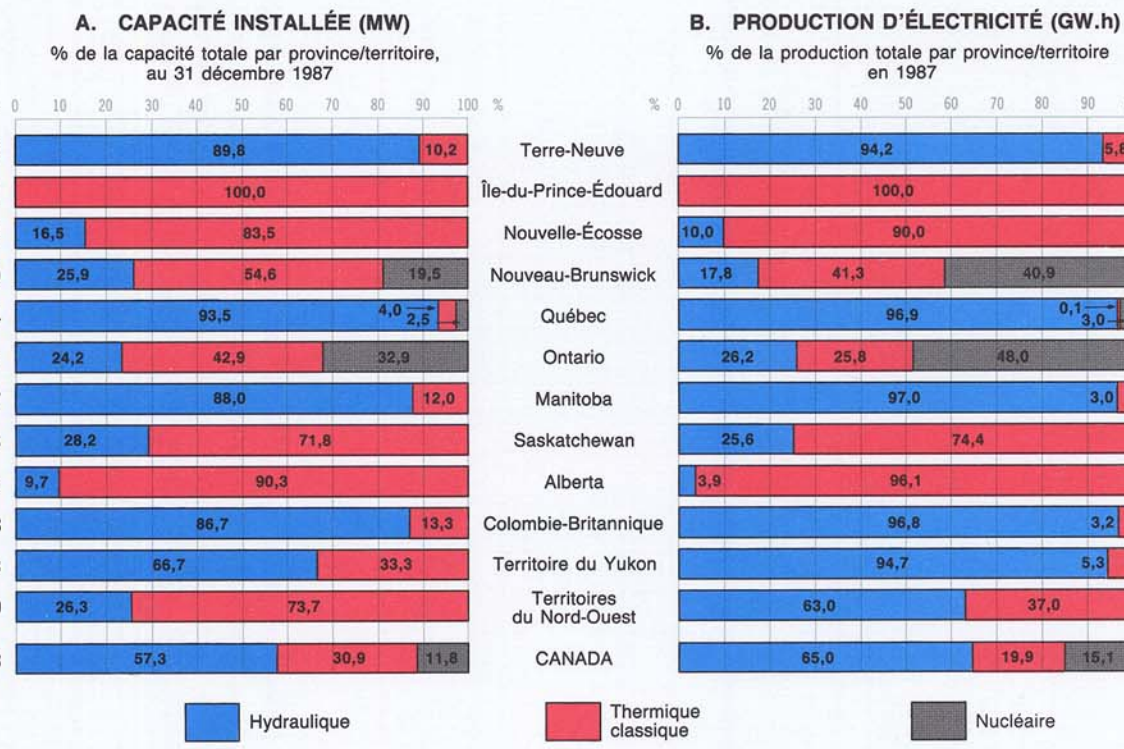 A. CAPACITÉ INSTALLÉE (MW)
% de la capacité totale par province/territoire,
au 31 décembre 1987
0 10 20 30 40 50 60 70 80 90 100 %
B. PRODUCTION D'ÉLECTRICITÉ (GW.h)
% de la production totale par province/territoire
en 1987
% 0 10 20 30 40 50 60 70 80 90
89,8 10,2 Terre-Neuve 94,2 5,8
100,0 Île-du-Prince-Édouard 100,0
16,5 83,5 Nouvelle-Écosse 10,0 90,0
25,9 54,6 19,5 Nouveau-Brunswick 17,8 41,3 40,9
93,5 4,0 2,5 Québec 96,9 0,1 3,0
24,2 42,9 32,9 Ontario 26,2 25,8 48,0
88,0 12,0 Manitoba 97,0 3,0
28,2 71,8 Saskatchewan 25,6 74,4
9,7 90,3 Alberta 3,9 96,1
86,7 13,3 Colombie-Britannique 96,8 3,2
66,7 33,3 Territoire du Yukon 94,7 5,3
26,3 73,7 Territoires
du Nord-Ouest 63,0 37,0
57,3 30,9 11,8 CANADA 65,0 19,9 15,1
Hydraulique
Thermique
classique
Nucléaire